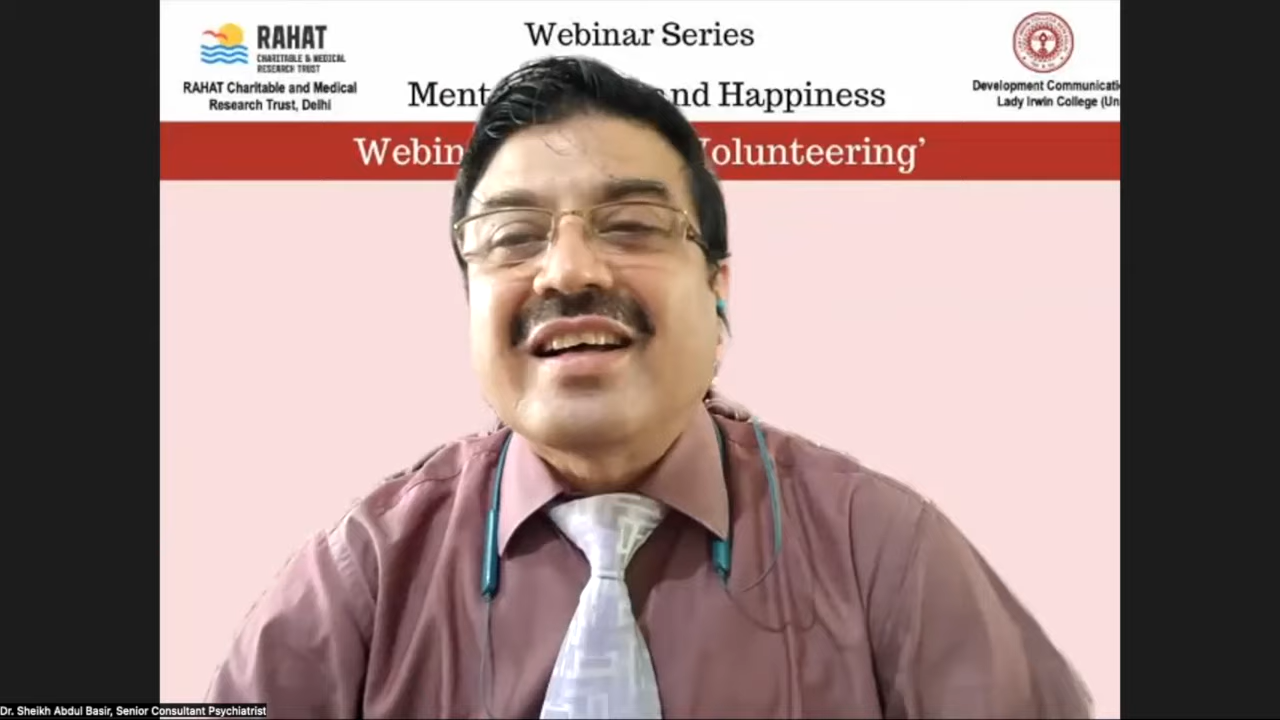 RAHAT
CHARITABLE & MEDICAL
RESEARCH TRUST
RAHAT Charitable and Medical
Research Trust, Delhi
Webinar Series
Ment nd Happiness
Development Communicati
Lady Irwin College (Un
Webin Volunteering’
Dr. Sheikh Abdul Basir, Senior Consultant Psychiatrist